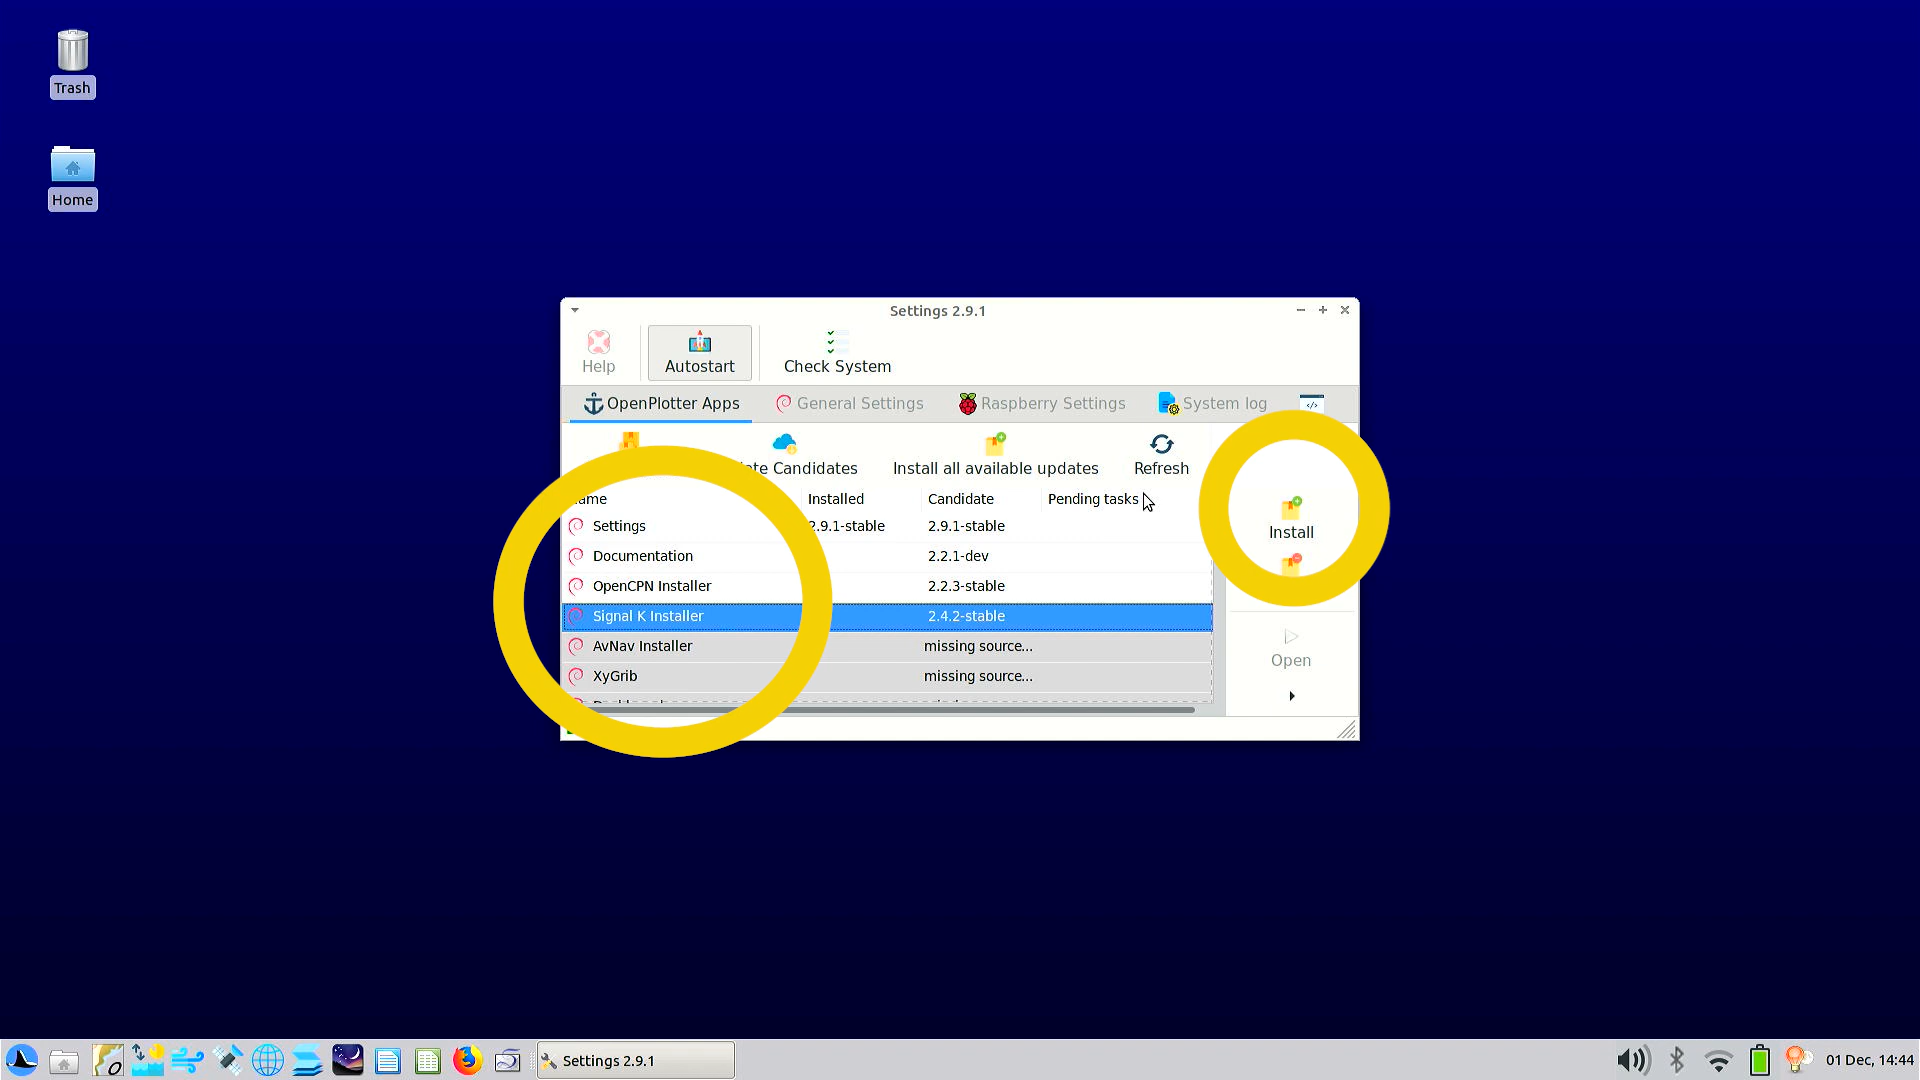 Trash
Home
Settings 2.9.1
Help
Autostart
Check System
OpenPlotter Apps
General Settings
Raspberry Settings
System log
Candidates
Install all available updates
Refresh
Installed
Candidate
Pending tasks
Settings
2.9.1-stable
2.9.1-stable
Documentation
2.2.1-dev
OpenCPN Installer
2.2.3-stable
Signal K Installer
2.4.2-stable
AvNav Installer
missing source...
XyGrib
missing source...
Install
Open
Settings 2.9.1
01 Dec, 14:44